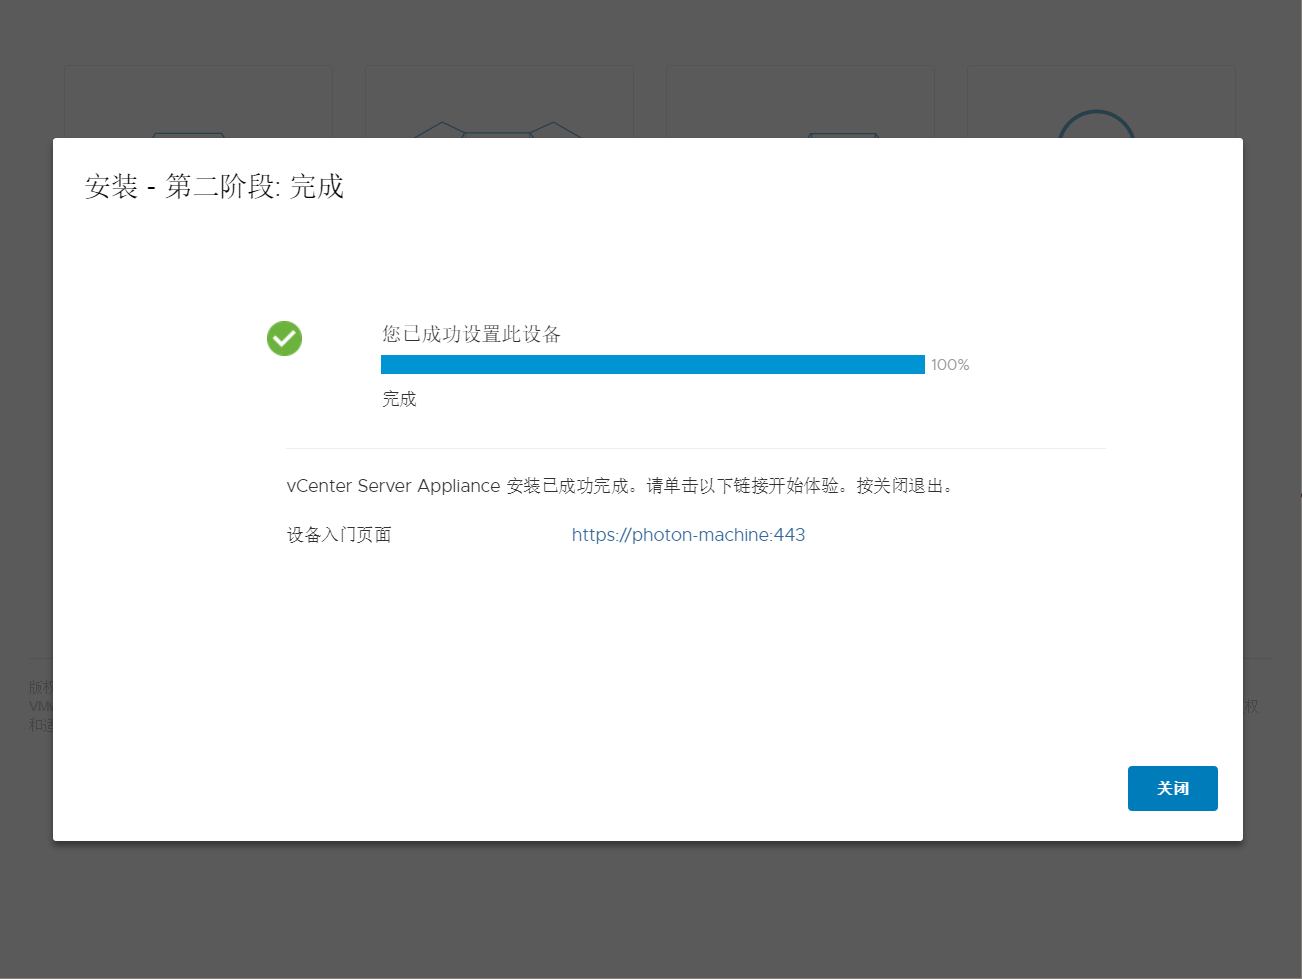 安装 - 第二阶段: 完成
您已成功设置此设备
100%
完成
vCenter Server Appliance 安装已成功完成。请单击以下链接开始体验。按关闭退出。
设备入门页面 https://photon-machine:443
版权
权
关闭